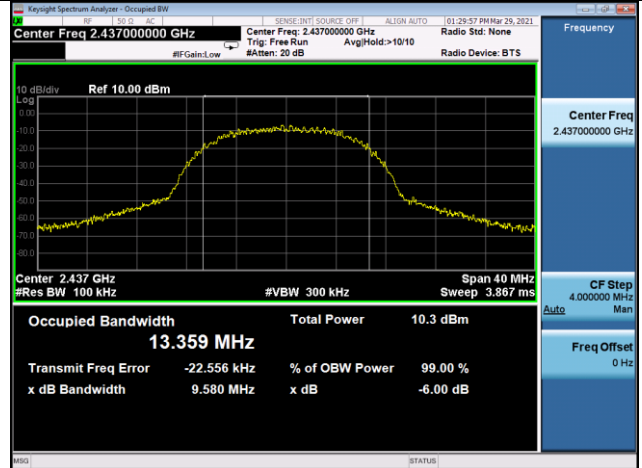 Keysight Spectrum Analyzer - Occupied BW
RF 50 Ω AC SENSE:INT SOURCE OFF ALIGN AUTO 01:29:57 PM Mar 29, 2021
Center Freq 2.437000000 GHz
#IFGain:Low
Center Freq: 2.437000000 GHz
Trig: Free Run Avg|Hold:>10/10
#Atten: 20 dB
Radio Std: None
Radio Device: BTS
10 dB/div Ref 10.00 dBm
Log
0.00
-10.0
-20.0
-30.0
-40.0
-50.0
-60.0
-70.0
-80.0
Center 2.437 GHz Span 40 MHz
#Res BW 100 kHz #VBW 300 kHz Sweep 3.867 ms
Occupied Bandwidth Total Power 10.3 dBm
13.359 MHz
Transmit Freq Error -22.556 kHz % of OBW Power 99.00 %
x dB Bandwidth 9.580 MHz x dB -6.00 dB
Frequency
Center Freq
2.437000000 GHz
CF Step
4.000000 MHz
Auto Man
Freq Offset
0 Hz
MSG STATUS